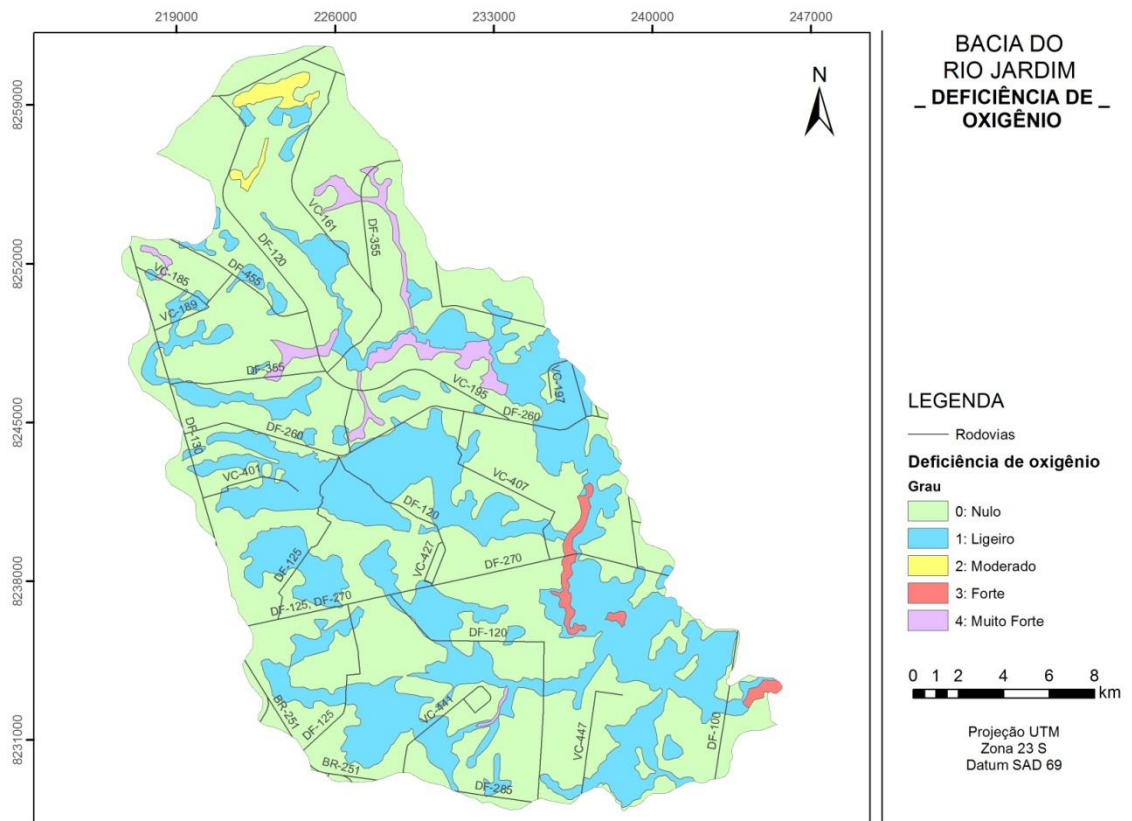 219000
226000
233000
240000
247000
8259000
8252000
8245000
8238000
8231000
N
VC-161
DF-355
DF-120
DF-455
VC-185
VC-189
DF-355
VC-195
VC-197
DF-260
DF-260
DF-130
VC-401
VC-407
DF-120
VC-427
DF-125
DF-270
DF-125, DF-270
DF-120
VC-441
BR-251
DF-125
VC-447
DF-100
BR-251
DF-285
BACIA DO
RIO JARDIM
_ DEFICIÊNCIA DE _
OXIGÊNIO
LEGENDA
Rodovias
Deficiência de oxigênio
Grau
0: Nulo
1: Ligeiro
2: Moderado
3: Forte
4: Muito Forte
0 1 2 4 6 8
km
Projeção UTM
Zona 23 S
Datum SAD 69